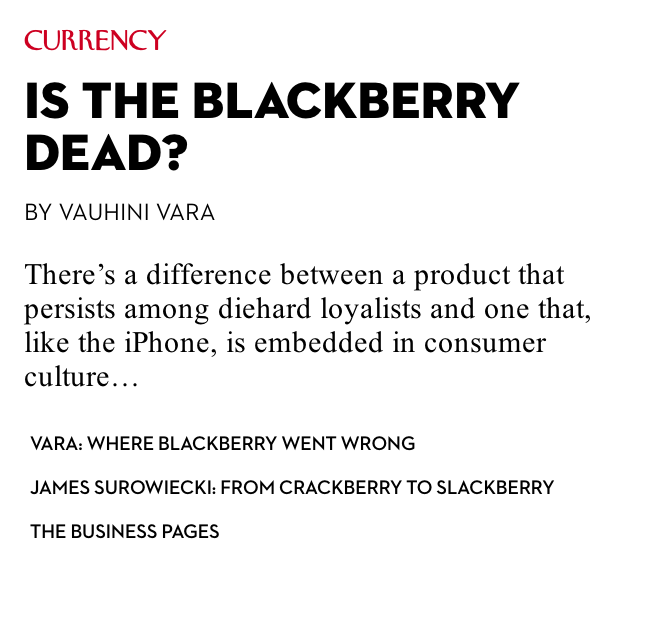 CURRENCY
IS THE BLACKBERRY
DEAD?
BY VAUHINI VARA
There’s a difference between a product that
persists among diehard loyalists and one that,
like the iPhone, is embedded in consumer
culture…
VARA: WHERE BLACKBERRY WENT WRONG
JAMES SUROWIECKI: FROM CRACKBERRY TO SLACKBERRY
THE BUSINESS PAGES